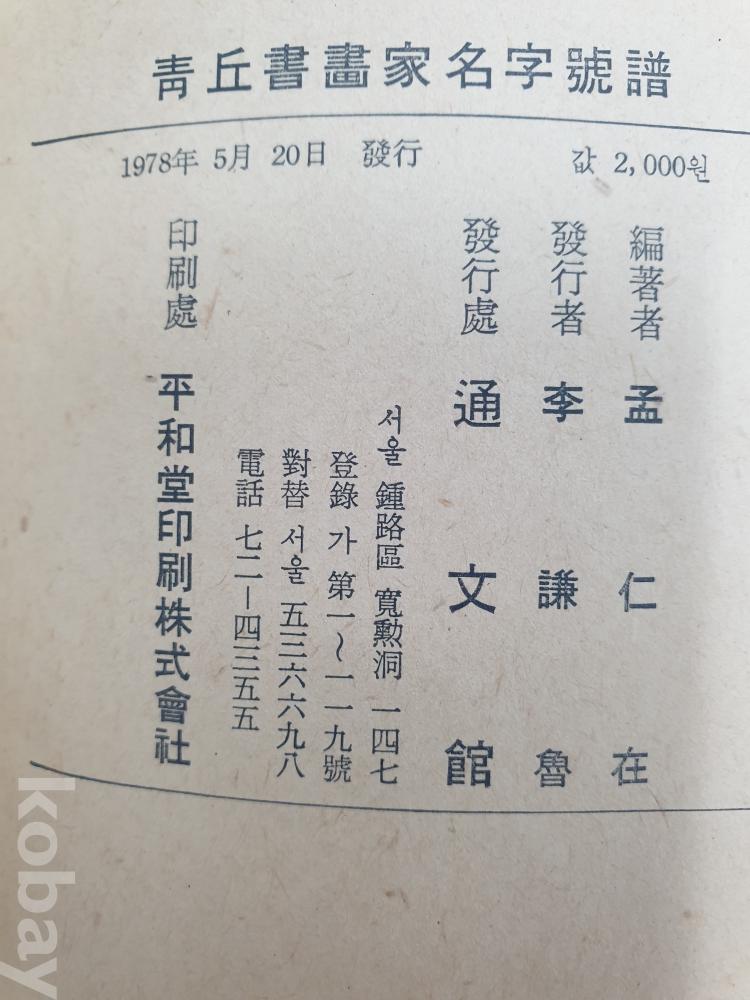 靑丘書畵家名字號譜
1978年 5月 20日 發行 값 2,000원
編著者 孟仁在
發行者 李謙魯
發行處 通文館
서울 鍾路區 寬勳洞 一四七
登錄 가 第一~一一九號
對替 서울 五三六六九八
電話 七二―四三五五
印刷處 平和堂印刷株式會社
kobay